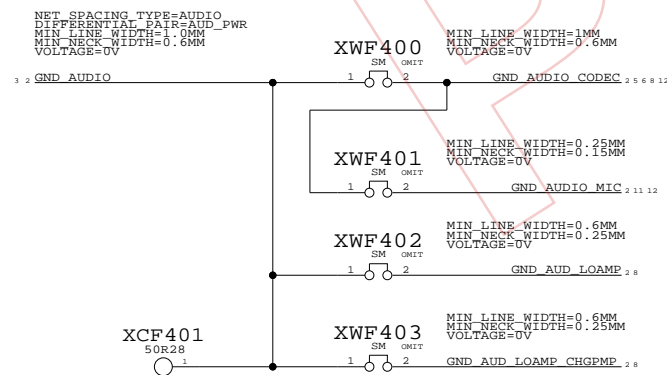 NET_SPACING_TYPE=AUDIO
DIFFERENTIAL_PAIR=AUD_PWR
MIN_LINE_WIDTH=1.0MM
MIN_NECK_WIDTH=0.6MM
VOLTAGE=0V
3 2 GND_AUDIO
XWF400
SM OMIT
1 2
MIN_LINE_WIDTH=1MM
MIN_NECK_WIDTH=0.6MM
VOLTAGE=0V
GND_AUDIO_CODEC 2 5 6 8 12
XWF401
SM OMIT
1 2
MIN_LINE_WIDTH=0.25MM
MIN_NECK_WIDTH=0.15MM
VOLTAGE=0V
GND_AUDIO_MIC 2 11 12
XWF402
SM OMIT
1 2
MIN_LINE_WIDTH=0.6MM
MIN_NECK_WIDTH=0.25MM
VOLTAGE=0V
GND_AUD_LOAMP 2 8
XCF401
50R28
1
XWF403
SM OMIT
1 2
MIN_LINE_WIDTH=0.6MM
MIN_NECK_WIDTH=0.25MM
VOLTAGE=0V
GND_AUD_LOAMP_CHGPMP 2 8